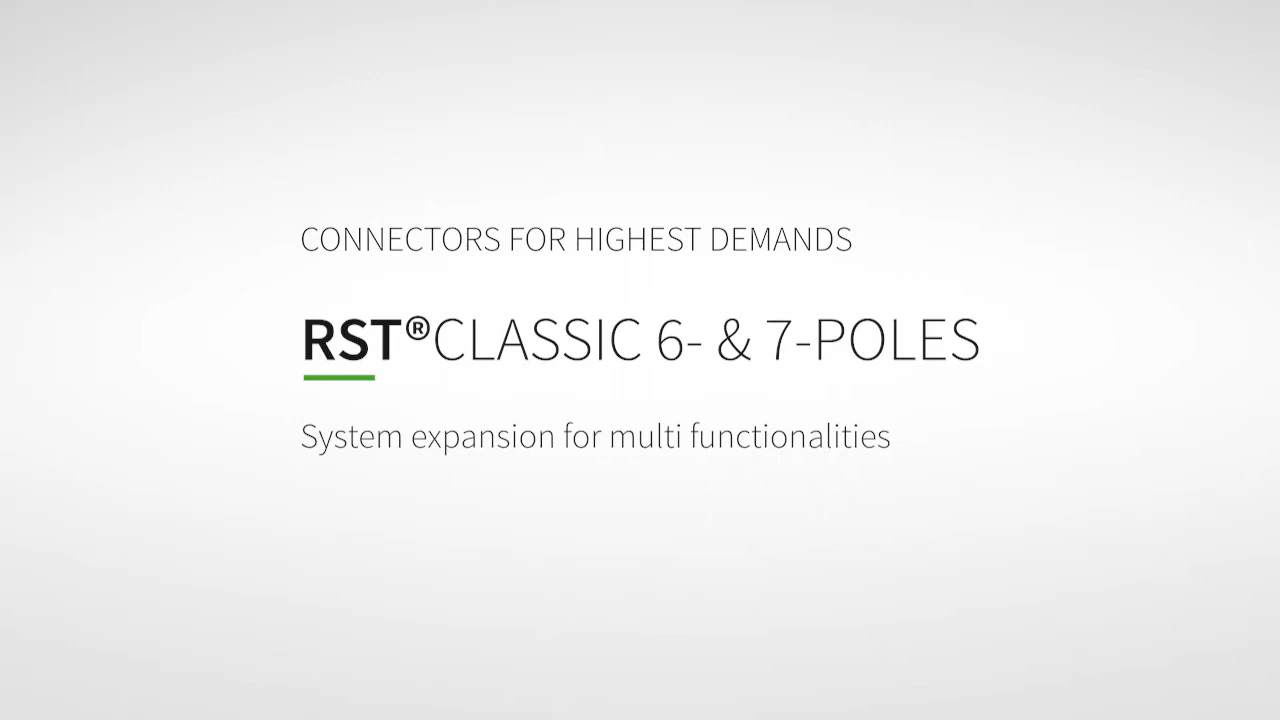 CONNECTORS FOR HIGHEST DEMANDS
RST®CLASSIC 6- & 7-POLES
System expansion for multi functionalities